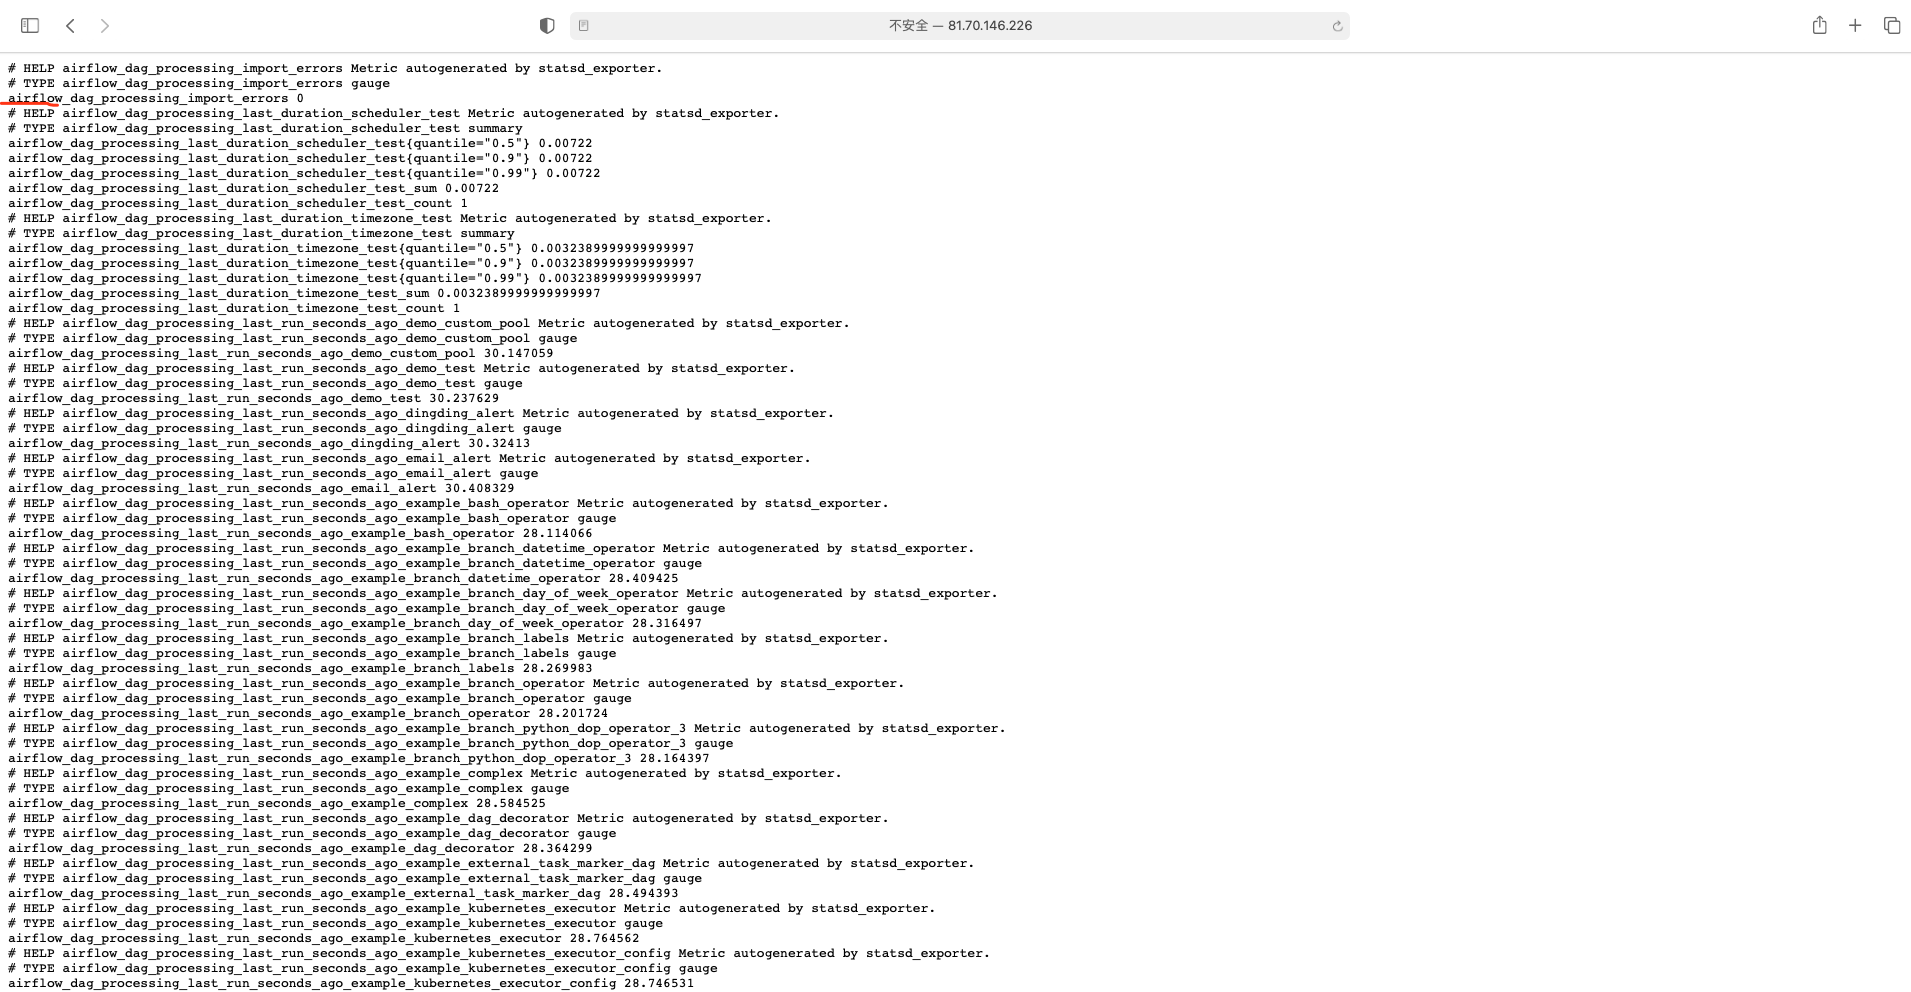 不安全 — 81.70.146.226
# HELP airflow_dag_processing_import_errors Metric autogenerated by statsd_exporter.
# TYPE airflow_dag_processing_import_errors gauge
airflow_dag_processing_import_errors 0
# HELP airflow_dag_processing_last_duration_scheduler_test Metric autogenerated by statsd_exporter.
# TYPE airflow_dag_processing_last_duration_scheduler_test summary
airflow_dag_processing_last_duration_scheduler_test{quantile="0.5"} 0.00722
airflow_dag_processing_last_duration_scheduler_test{quantile="0.9"} 0.00722
airflow_dag_processing_last_duration_scheduler_test{quantile="0.99"} 0.00722
airflow_dag_processing_last_duration_scheduler_test_sum 0.00722
airflow_dag_processing_last_duration_scheduler_test_count 1
# HELP airflow_dag_processing_last_duration_timezone_test Metric autogenerated by statsd_exporter.
# TYPE airflow_dag_processing_last_duration_timezone_test summary
airflow_dag_processing_last_duration_timezone_test{quantile="0.5"} 0.0032389999999999997
airflow_dag_processing_last_duration_timezone_test{quantile="0.9"} 0.0032389999999999997
airflow_dag_processing_last_duration_timezone_test{quantile="0.99"} 0.0032389999999999997
airflow_dag_processing_last_duration_timezone_test_sum 0.0032389999999999997
airflow_dag_processing_last_duration_timezone_test_count 1
# HELP airflow_dag_processing_last_run_seconds_ago_demo_custom_pool Metric autogenerated by statsd_exporter.
# TYPE airflow_dag_processing_last_run_seconds_ago_demo_custom_pool gauge
airflow_dag_processing_last_run_seconds_ago_demo_custom_pool 30.147059
# HELP airflow_dag_processing_last_run_seconds_ago_demo_test Metric autogenerated by statsd_exporter.
# TYPE airflow_dag_processing_last_run_seconds_ago_demo_test gauge
airflow_dag_processing_last_run_seconds_ago_demo_test 30.237629
# HELP airflow_dag_processing_last_run_seconds_ago_dingding_alert Metric autogenerated by statsd_exporter.
# TYPE airflow_dag_processing_last_run_seconds_ago_dingding_alert gauge
airflow_dag_processing_last_run_seconds_ago_dingding_alert 30.32413
# HELP airflow_dag_processing_last_run_seconds_ago_email_alert Metric autogenerated by statsd_exporter.
# TYPE airflow_dag_processing_last_run_seconds_ago_email_alert gauge
airflow_dag_processing_last_run_seconds_ago_email_alert 30.408329
# HELP airflow_dag_processing_last_run_seconds_ago_example_bash_operator Metric autogenerated by statsd_exporter.
# TYPE airflow_dag_processing_last_run_seconds_ago_example_bash_operator gauge
airflow_dag_processing_last_run_seconds_ago_example_bash_operator 28.114066
# HELP airflow_dag_processing_last_run_seconds_ago_example_branch_datetime_operator Metric autogenerated by statsd_exporter.
# TYPE airflow_dag_processing_last_run_seconds_ago_example_branch_datetime_operator gauge
airflow_dag_processing_last_run_seconds_ago_example_branch_datetime_operator 28.409425
# HELP airflow_dag_processing_last_run_seconds_ago_example_branch_day_of_week_operator Metric autogenerated by statsd_exporter.
# TYPE airflow_dag_processing_last_run_seconds_ago_example_branch_day_of_week_operator gauge
airflow_dag_processing_last_run_seconds_ago_example_branch_day_of_week_operator 28.316497
# HELP airflow_dag_processing_last_run_seconds_ago_example_branch_labels Metric autogenerated by statsd_exporter.
# TYPE airflow_dag_processing_last_run_seconds_ago_example_branch_labels gauge
airflow_dag_processing_last_run_seconds_ago_example_branch_labels 28.269983
# HELP airflow_dag_processing_last_run_seconds_ago_example_branch_operator Metric autogenerated by statsd_exporter.
# TYPE airflow_dag_processing_last_run_seconds_ago_example_branch_operator gauge
airflow_dag_processing_last_run_seconds_ago_example_branch_operator 28.201724
# HELP airflow_dag_processing_last_run_seconds_ago_example_branch_python_dop_operator_3 Metric autogenerated by statsd_exporter.
# TYPE airflow_dag_processing_last_run_seconds_ago_example_branch_python_dop_operator_3 gauge
airflow_dag_processing_last_run_seconds_ago_example_branch_python_dop_operator_3 28.164397
# HELP airflow_dag_processing_last_run_seconds_ago_example_complex Metric autogenerated by statsd_exporter.
# TYPE airflow_dag_processing_last_run_seconds_ago_example_complex gauge
airflow_dag_processing_last_run_seconds_ago_example_complex 28.584525
# HELP airflow_dag_processing_last_run_seconds_ago_example_dag_decorator Metric autogenerated by statsd_exporter.
# TYPE airflow_dag_processing_last_run_seconds_ago_example_dag_decorator gauge
airflow_dag_processing_last_run_seconds_ago_example_dag_decorator 28.364299
# HELP airflow_dag_processing_last_run_seconds_ago_example_external_task_marker_dag Metric autogenerated by statsd_exporter.
# TYPE airflow_dag_processing_last_run_seconds_ago_example_external_task_marker_dag gauge
airflow_dag_processing_last_run_seconds_ago_example_external_task_marker_dag 28.494393
# HELP airflow_dag_processing_last_run_seconds_ago_example_kubernetes_executor Metric autogenerated by statsd_exporter.
# TYPE airflow_dag_processing_last_run_seconds_ago_example_kubernetes_executor gauge
airflow_dag_processing_last_run_seconds_ago_example_kubernetes_executor 28.764562
# HELP airflow_dag_processing_last_run_seconds_ago_example_kubernetes_executor_config Metric autogenerated by statsd_exporter.
# TYPE airflow_dag_processing_last_run_seconds_ago_example_kubernetes_executor_config gauge
airflow_dag_processing_last_run_seconds_ago_example_kubernetes_executor_config 28.746531